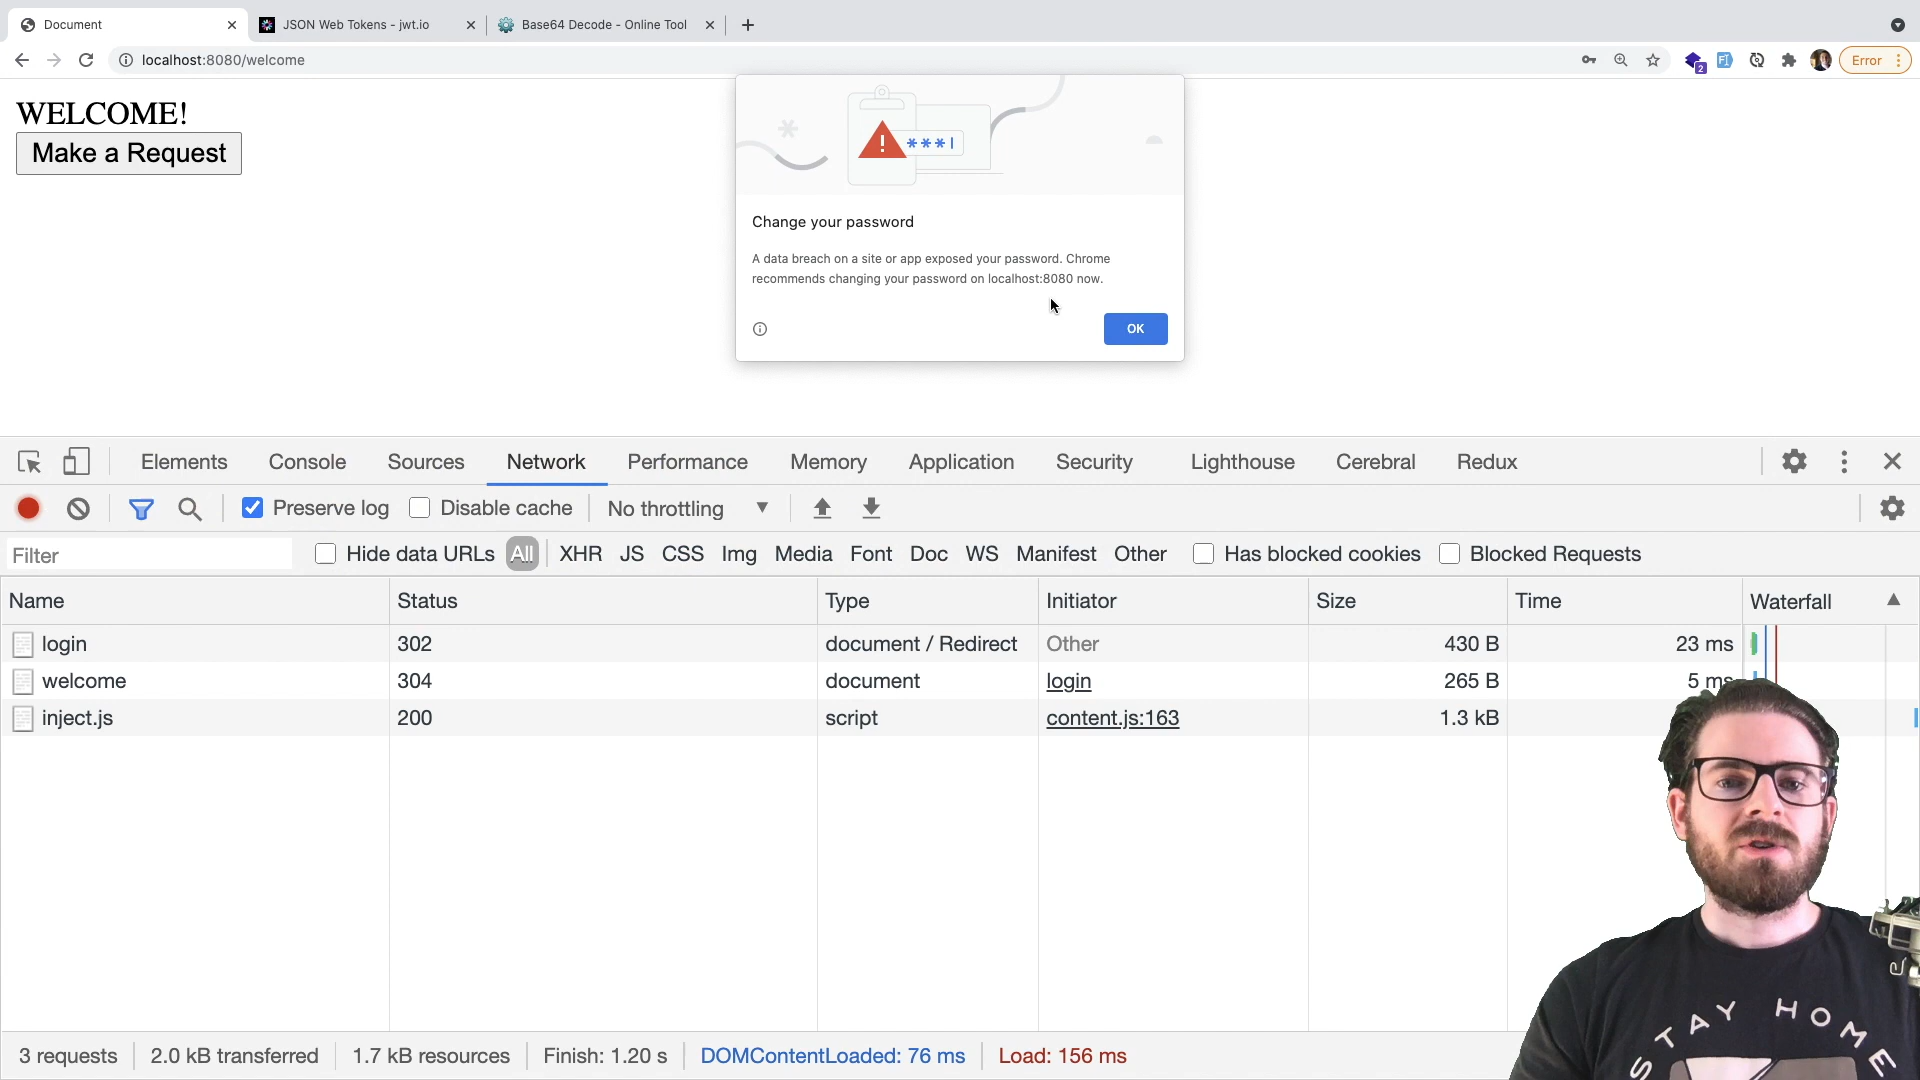 Document
JSON Web Tokens - jwt.io
Base64 Decode - Online Tool
localhost:8080/welcome
2
Error
WELCOME!
Make a Request
***|
Change your password
A data breach on a site or app exposed your password. Chrome
recommends changing your password on localhost:8080 now.
OK
Elements Console Sources Network Performance Memory Application Security Lighthouse Cerebral Redux
Preserve log Disable cache No throttling
Filter Hide data URLs All XHR JS CSS Img Media Font Doc WS Manifest Other Has blocked cookies Blocked Requests
Name Status Type Initiator Size Time Waterfall
login 302 document / Redirect Other 430 B 23 ms
welcome 304 document login 265 B 5 ms
inject.js 200 script content.js:163 1.3 kB
3 requests 2.0 kB transferred 1.7 kB resources Finish: 1.20 s DOMContentLoaded: 76 ms Load: 156 ms
STAY HOME